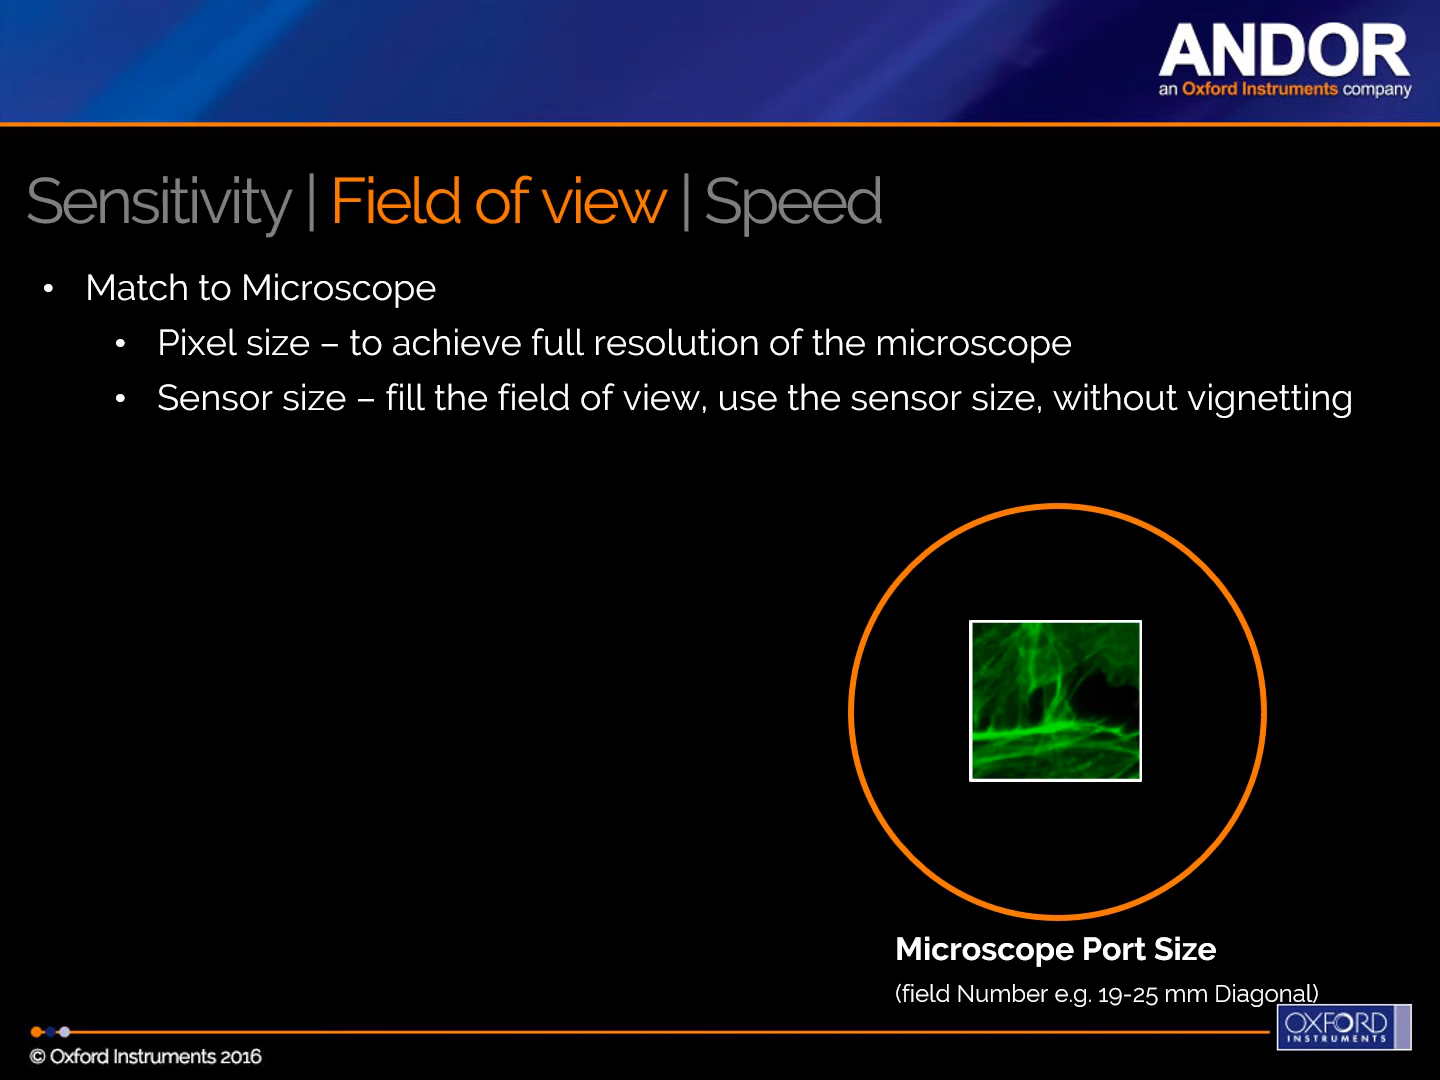 ANDOR
an Oxford Instruments company
Sensitivity | Field of view | Speed
• Match to Microscope
• Pixel size – to achieve full resolution of the microscope
• Sensor size – fill the field of view, use the sensor size, without vignetting
Microscope Port Size
(field Number e.g. 19-25 mm Diagonal)
OXFORD
INSTRUMENTS
© Oxford Instruments 2016